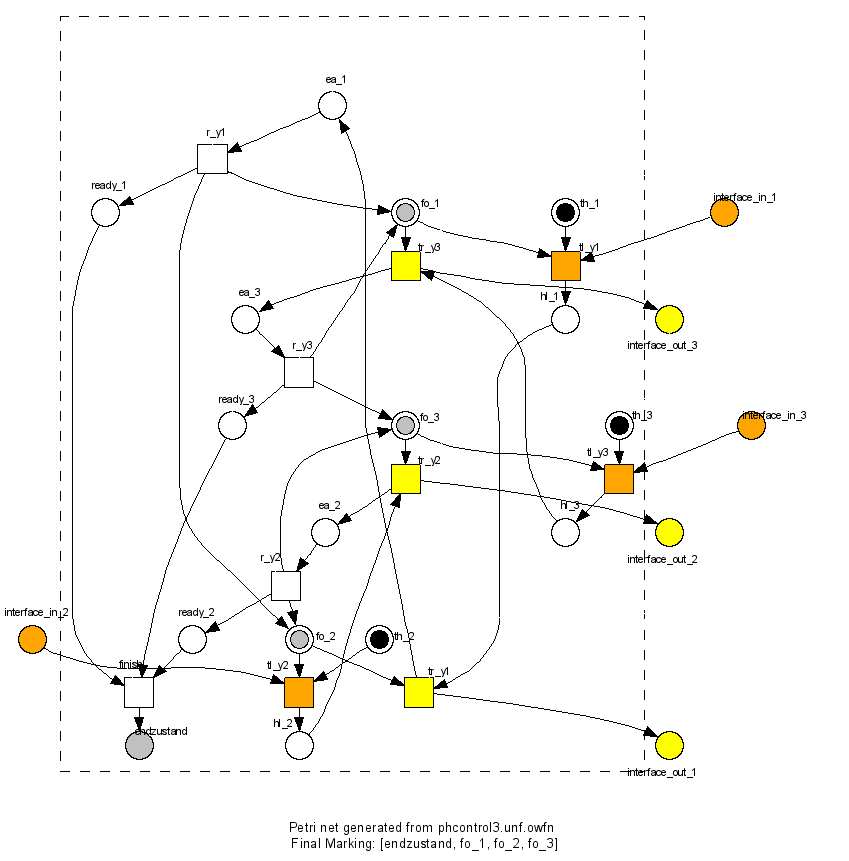 ea_1
r_y1
ready_1
fo_1
th_1
interface_in_1
tr_y3
tl_y1
ea_3
hl_1
r_y3
interface_out_3
ready_3
fo_3
th_3
interface_in_3
tr_y2
tl_y3
ea_2
hl_3
r_y2
interface_out_2
interface_in_2
ready_2
fo_2
th_2
finish
tl_y2
tr_y1
hl_2
endzustand
interface_out_1
Petri net generated from phcontrol3.unf.owfn
Final Marking: [endzustand, fo_1, fo_2, fo_3]